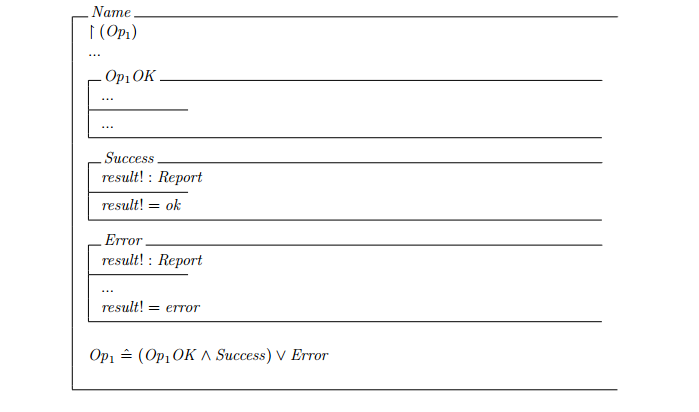 Name
↾ (Op₁)
...
Op₁OK
...
...
Success
result! : Report
result! = ok
Error
result! : Report
...
result! = error
Op₁ ≙ (Op₁OK ∧ Success) ∨ Error